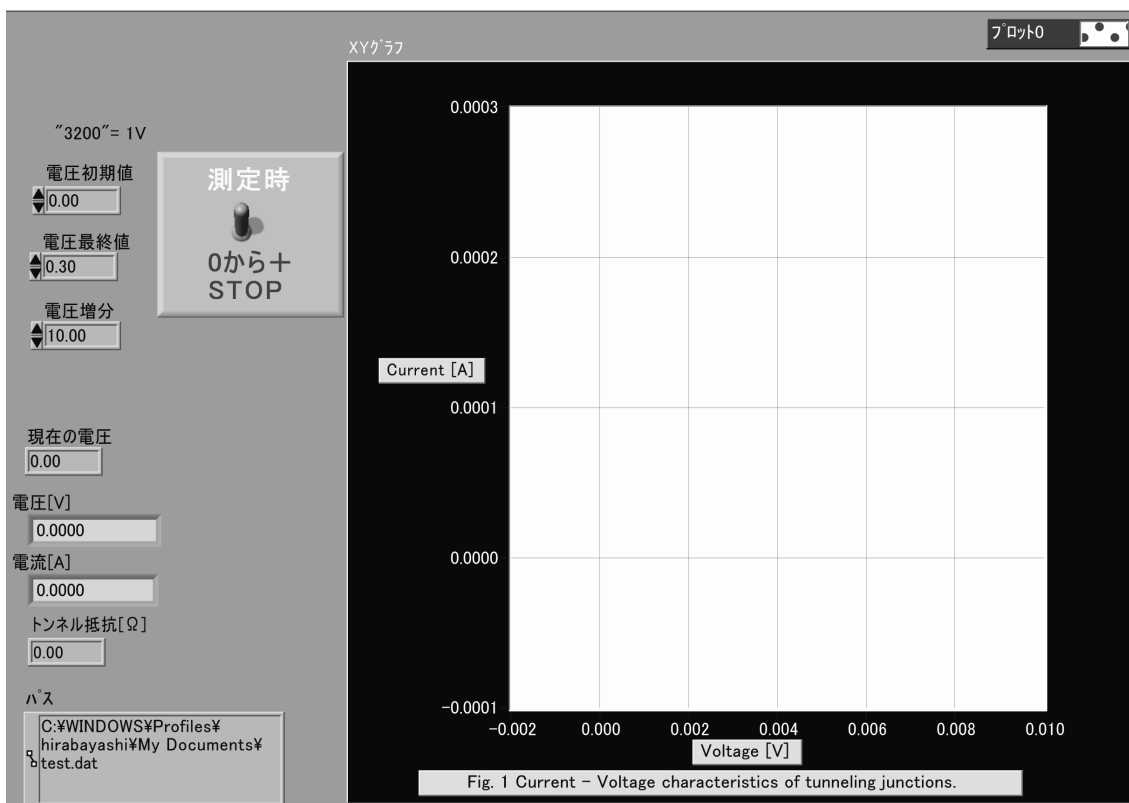 プロット0
XYグラフ
"3200"= 1V
電圧初期値
0.00
電圧最終値
0.30
電圧増分
10.00
測定時
0から＋
STOP
現在の電圧
0.00
電圧[V]
0.0000
電流[A]
0.0000
トンネル抵抗[Ω]
0.00
パス
C:¥WINDOWS¥Profiles¥
hirabayashi¥My Documents¥
test.dat
0.0003
0.0002
Current [A]
0.0001
0.0000
-0.0001
-0.002 0.000 0.002 0.004 0.006 0.008 0.010
Voltage [V]
Fig. 1 Current - Voltage characteristics of tunneling junctions.